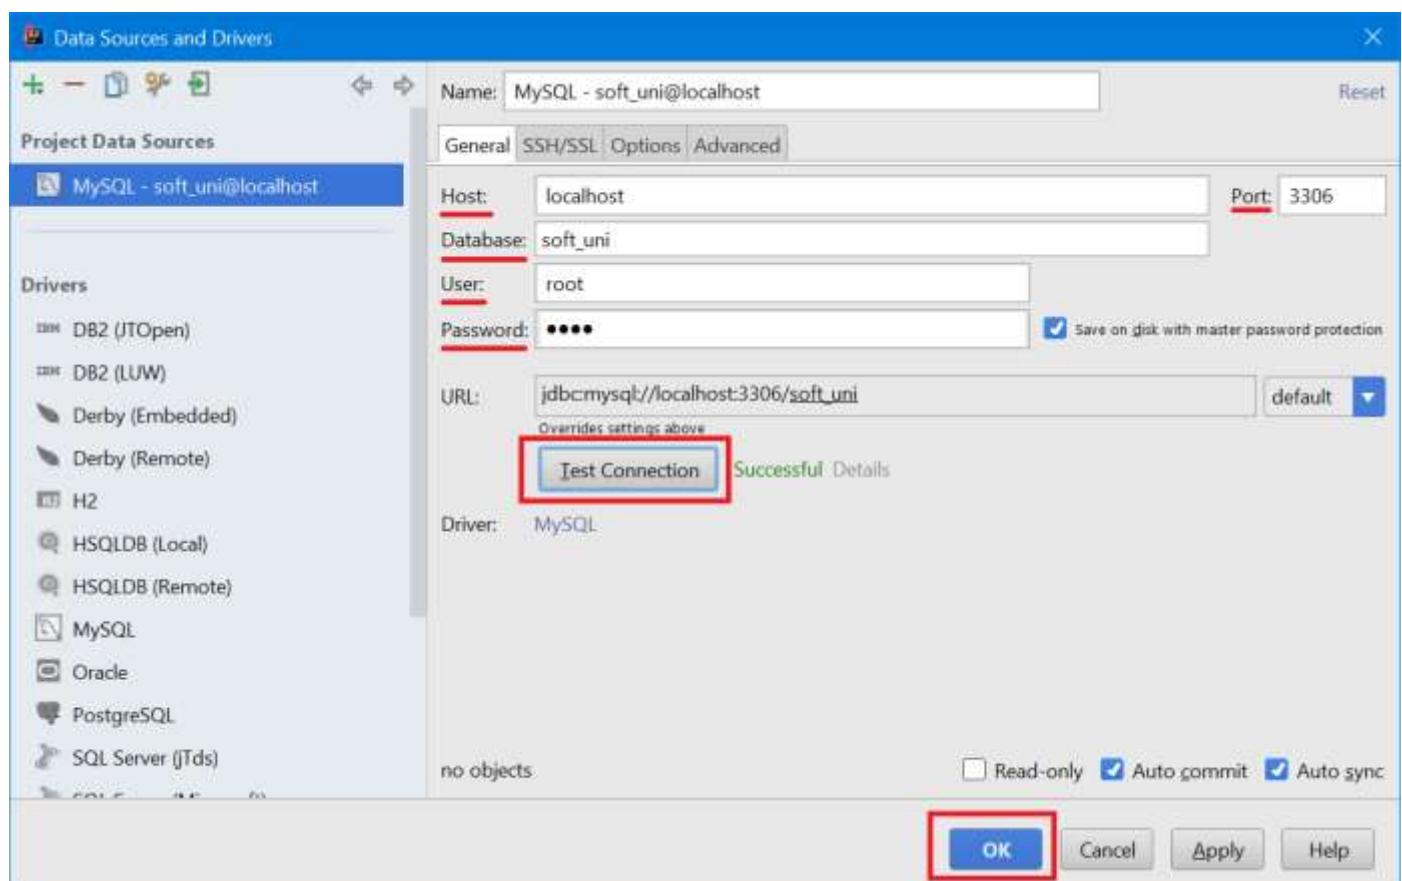 Data Sources and Drivers
Name: MySQL - soft_uni@localhost Reset
Project Data Sources
General SSH/SSL Options Advanced
MySQL - soft_uni@localhost
Host: localhost Port: 3306
Database: soft_uni
Drivers
User: root
DB2 (JTOpen)
Password: •••• Save on disk with master password protection
DB2 (LUW)
URL: jdbc:mysql://localhost:3306/soft_uni default
Derby (Embedded)
Overrides settings above
Derby (Remote)
Test Connection Successful Details
H2
Driver: MySQL
HSQLDB (Local)
HSQLDB (Remote)
MySQL
Oracle
PostgreSQL
SQL Server (jTds)
no objects Read-only Auto commit Auto sync
OK Cancel Apply Help